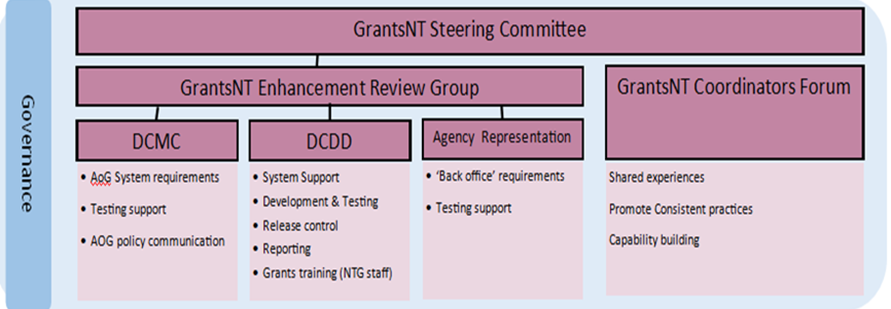 Governance
GrantsNT Steering Committee
GrantsNT Enhancement Review Group
GrantsNT Coordinators Forum
DCMC
• AoG System requirements
• Testing support
• AOG policy communication
DCDD
• System Support
• Development & Testing
• Release control
• Reporting
• Grants training (NTG staff)
Agency Representation
• ‘Back office’ requirements
• Testing support
Shared experiences
Promote Consistent practices
Capability building